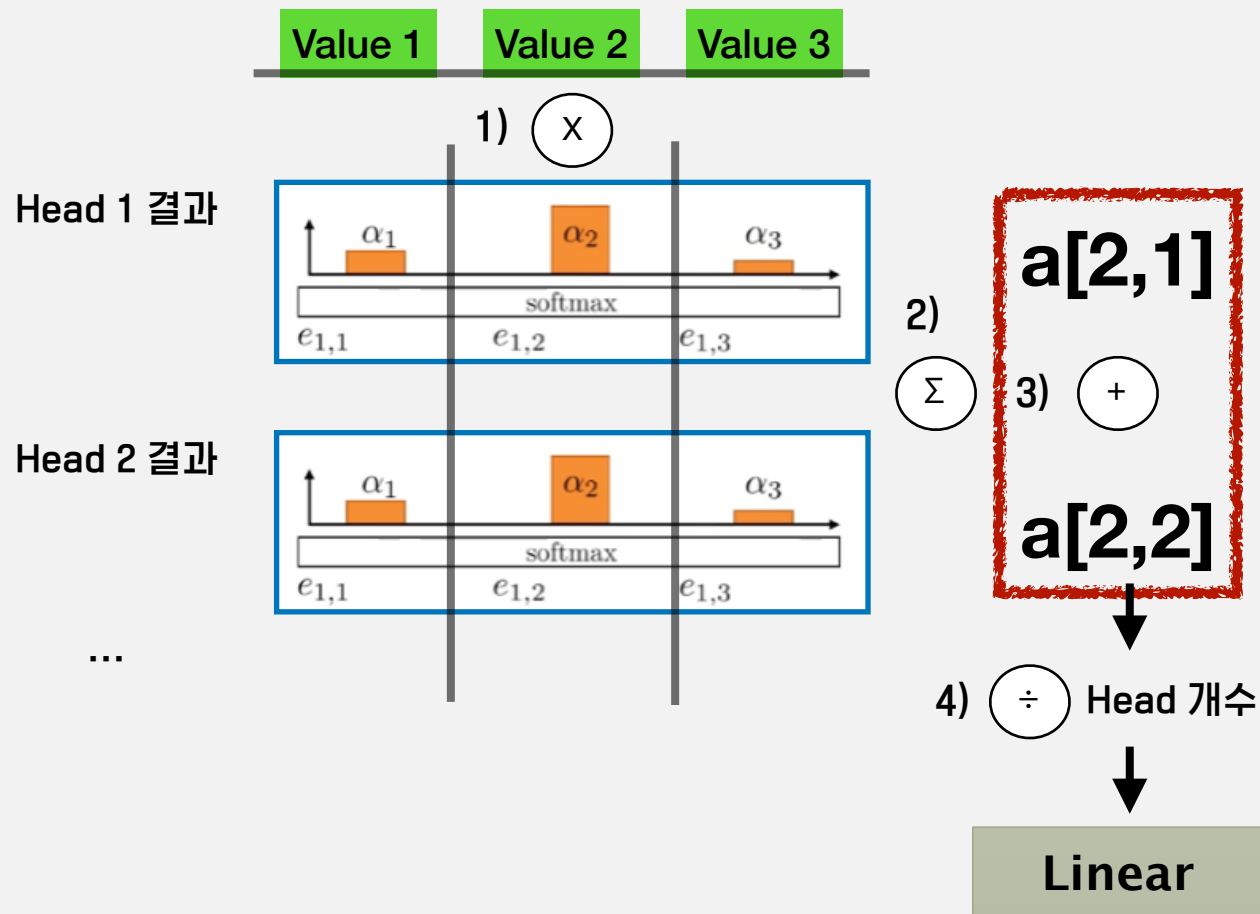 Value 1 Value 2 Value 3
1) X
Head 1 결과
α1 α2 α3
softmax
e1,1 e1,2 e1,3
a[2,1]
2) Σ 3) +
a[2,2]
Head 2 결과
α1 α2 α3
softmax
e1,1 e1,2 e1,3
...
4) ÷ Head 개수
Linear